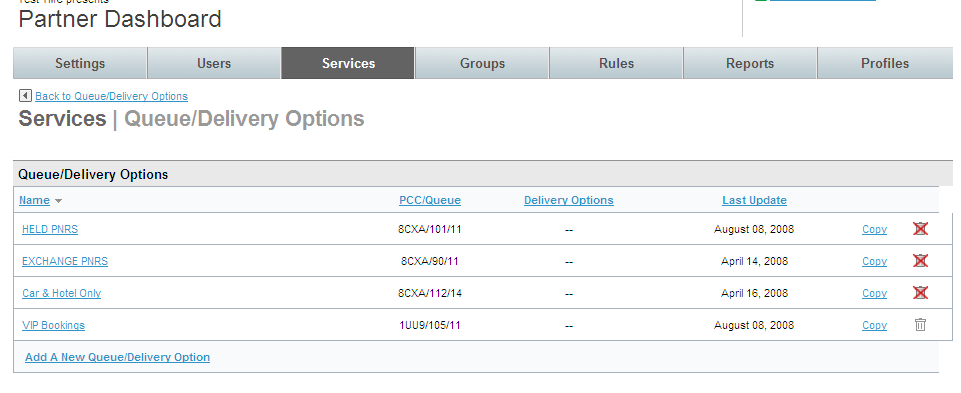 Partner Dashboard
Settings Users Services Groups Rules Reports Profiles
Back to Queue/Delivery Options
Services | Queue/Delivery Options
Queue/Delivery Options
Name PCC/Queue Delivery Options Last Update
HELD PNRS 8CXA/101/11 -- August 08, 2008 Copy
EXCHANGE PNRS 8CXA/90/11 -- April 14, 2008 Copy
Car & Hotel Only 8CXA/112/14 -- April 16, 2008 Copy
VIP Bookings 1UU9/105/11 -- August 08, 2008 Copy
Add A New Queue/Delivery Option